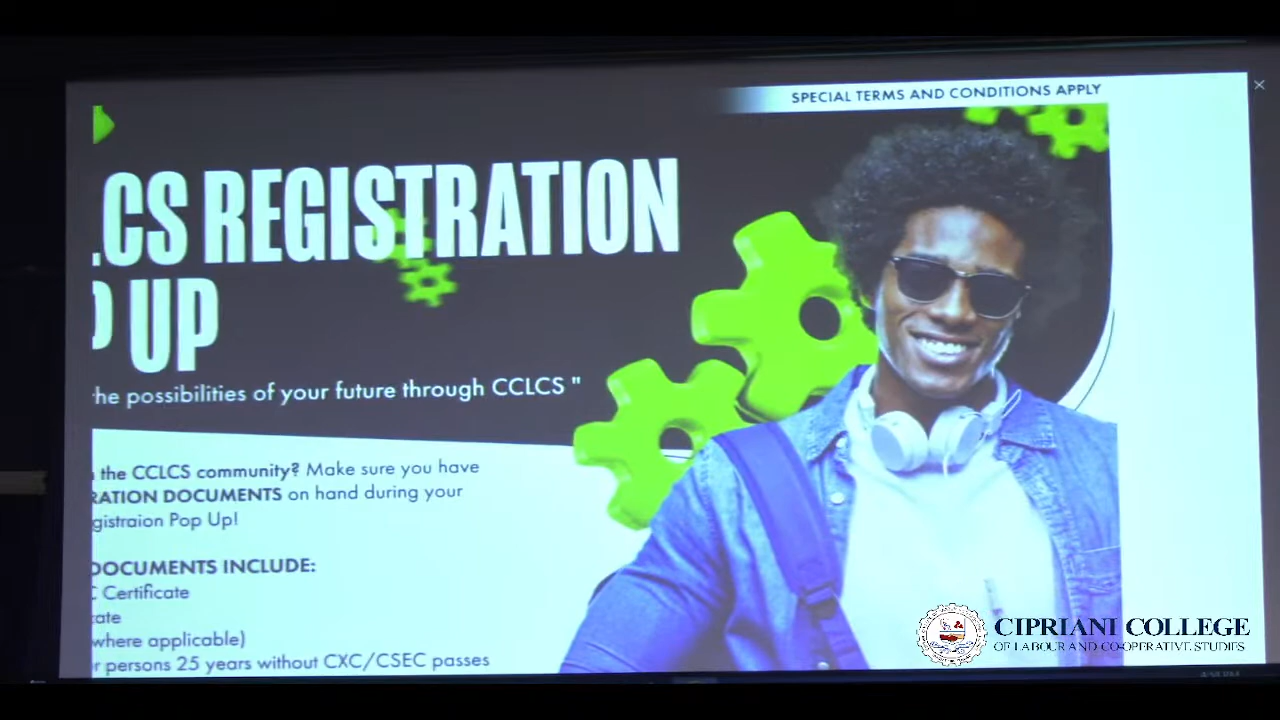 SPECIAL TERMS AND CONDITIONS APPLY
.CS REGISTRATION
UP
he possibilities of your future through CCLCS "
the CCLCS community? Make sure you have
RATION DOCUMENTS on hand during your
gistraion Pop Up!
DOCUMENTS INCLUDE:
Certificate
cate
where applicable)
r persons 25 years without CXC/CSEC passes
CIPRIANI COLLEGE
OF LABOUR AND CO-OPERATIVE STUDIES